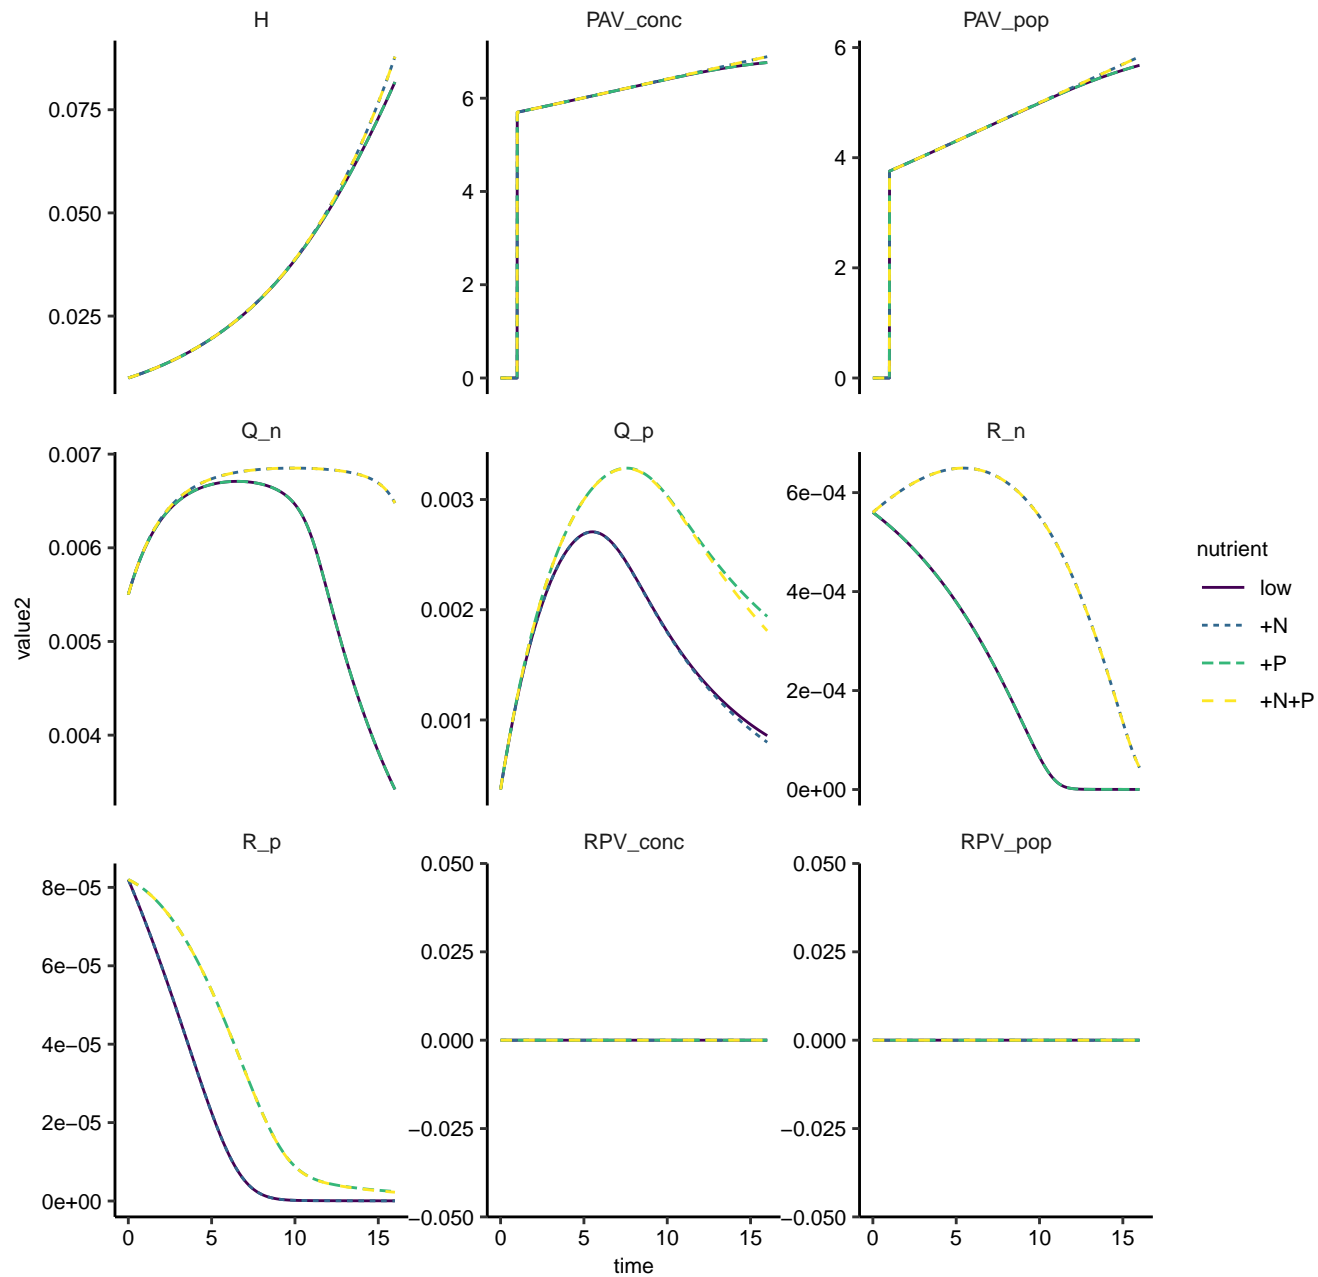 H
PAV_conc
PAV_pop
0.075
0.050
0.025
6
4
2
0
6
4
2
0
Q_n
Q_p
R_n
0.007
0.006
0.005
0.004
0.003
0.002
0.001
6e−04
4e−04
2e−04
0e+00
R_p
RPV_conc
RPV_pop
8e−05
6e−05
4e−05
2e−05
0e+00
0.050
0.025
0.000
−0.025
−0.050
0.050
0.025
0.000
−0.025
−0.050
0 5 10 15
0 5 10 15
0 5 10 15
time
value2
nutrient
low
+N
+P
+N+P